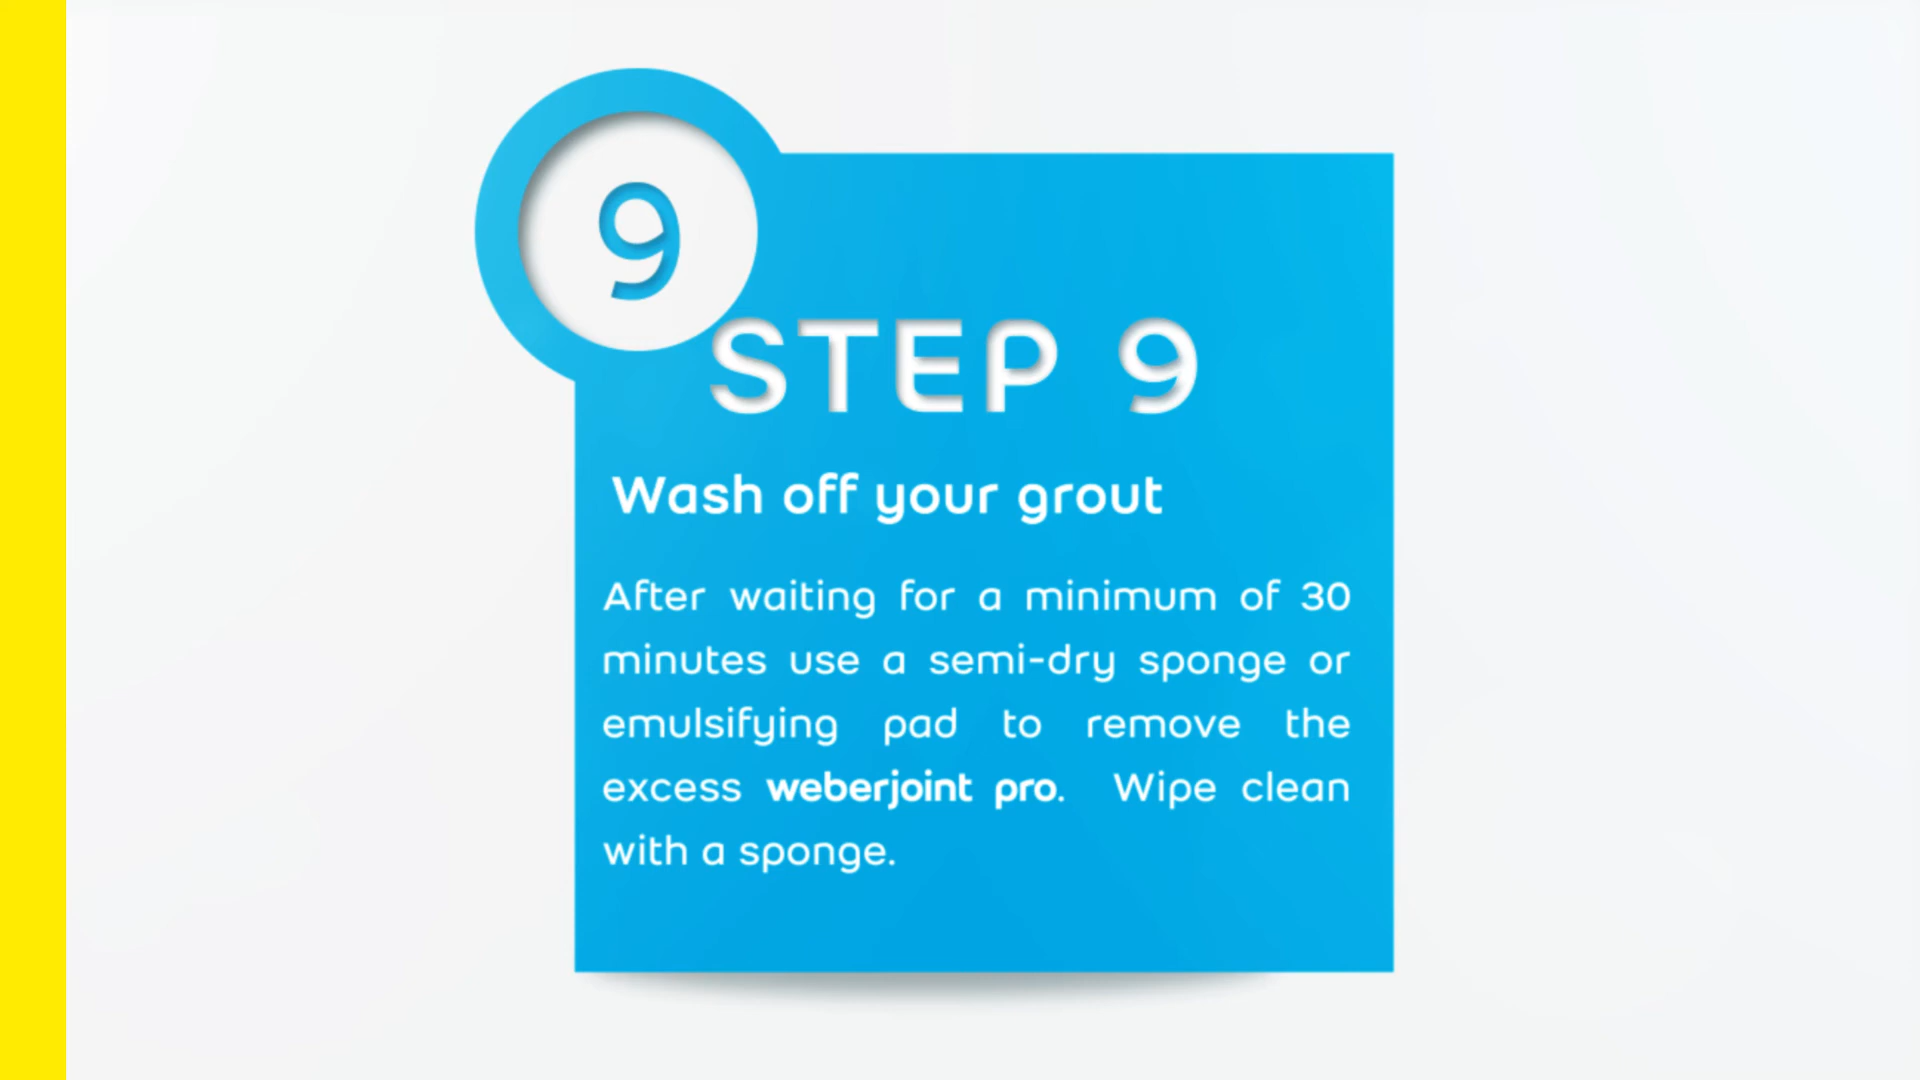 9
STEP 9
Wash off your grout
After waiting for a minimum of 30
minutes use a semi-dry sponge or
emulsifying pad to remove the
excess weberjoint pro. Wipe clean
with a sponge.